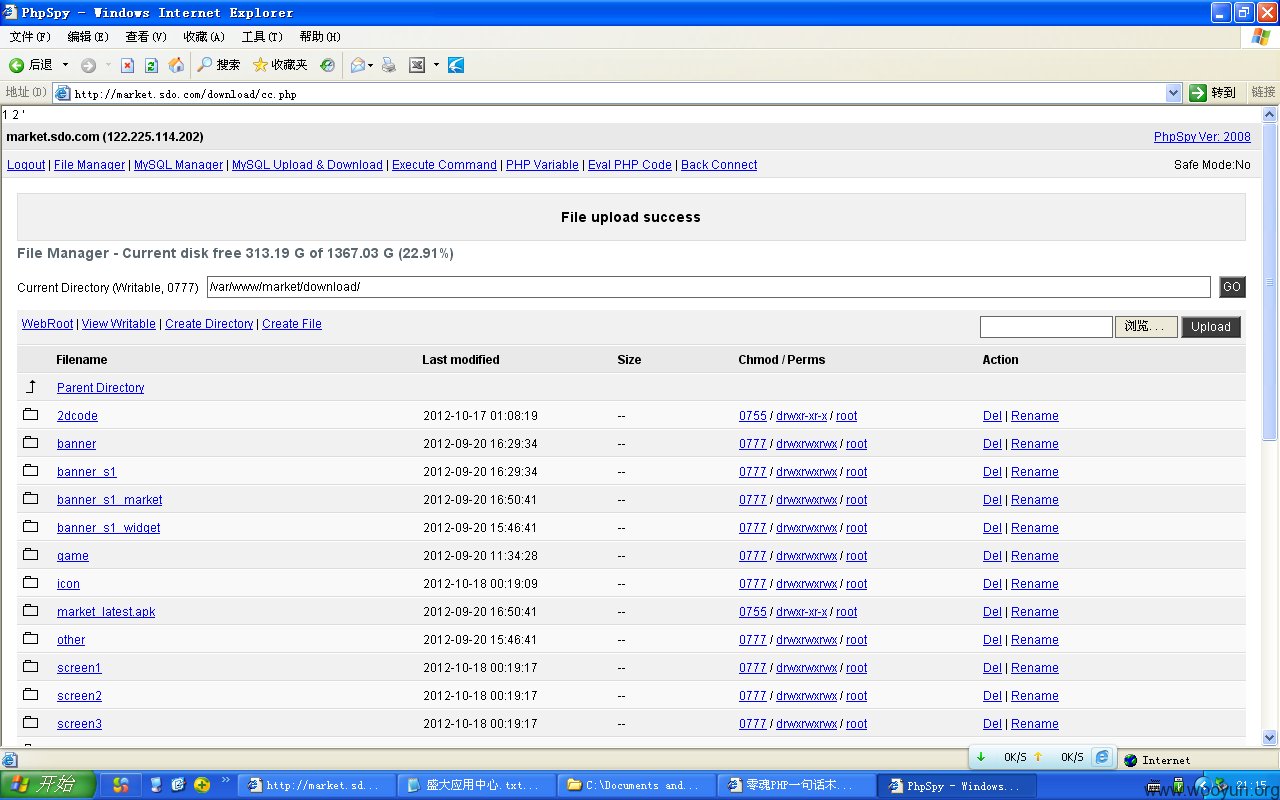 PhpSpy - Windows Internet Explorer
文件(F) 编辑(E) 查看(V) 收藏(A) 工具(T) 帮助(H)
后退 搜索 收藏夹
地址(D) http://market.sdo.com/download/cc.php 转到 链接
1 2 '
market.sdo.com (122.225.114.202) PhpSpy Ver: 2008
Logout | File Manager | MySQL Manager | MySQL Upload & Download | Execute Command | PHP Variable | Eval PHP Code | Back Connect Safe Mode:No
File upload success
File Manager - Current disk free 313.19 G of 1367.03 G (22.91%)
Current Directory (Writable, 0777) /var/www/market/download/ GO
WebRoot | View Writable | Create Directory | Create File 浏览... Upload
Filename Last modified Size Chmod / Perms Action
Parent Directory
2dcode 2012-10-17 01:08:19 -- 0755 / drwxr-xr-x / root Del | Rename
banner 2012-09-20 16:29:34 -- 0777 / drwxrwxrwx / root Del | Rename
banner_s1 2012-09-20 16:29:34 -- 0777 / drwxrwxrwx / root Del | Rename
banner_s1_market 2012-09-20 16:50:41 -- 0777 / drwxrwxrwx / root Del | Rename
banner_s1_widget 2012-09-20 15:46:41 -- 0777 / drwxrwxrwx / root Del | Rename
game 2012-09-20 11:34:28 -- 0777 / drwxrwxrwx / root Del | Rename
icon 2012-10-18 00:19:09 -- 0777 / drwxrwxrwx / root Del | Rename
market_latest.apk 2012-09-20 16:50:41 -- 0755 / drwxr-xr-x / root Del | Rename
other 2012-09-20 15:46:41 -- 0777 / drwxrwxrwx / root Del | Rename
screen1 2012-10-18 00:19:17 -- 0777 / drwxrwxrwx / root Del | Rename
screen2 2012-10-18 00:19:17 -- 0777 / drwxrwxrwx / root Del | Rename
screen3 2012-10-18 00:19:17 -- 0777 / drwxrwxrwx / root Del | Rename
0K/S 0K/S Internet
开始 http://market.sd... 盛大应用中心.txt... C:\Documents and... 零魂PHP一句话木... PhpSpy - Windows... 21:15
www.wooyun.org